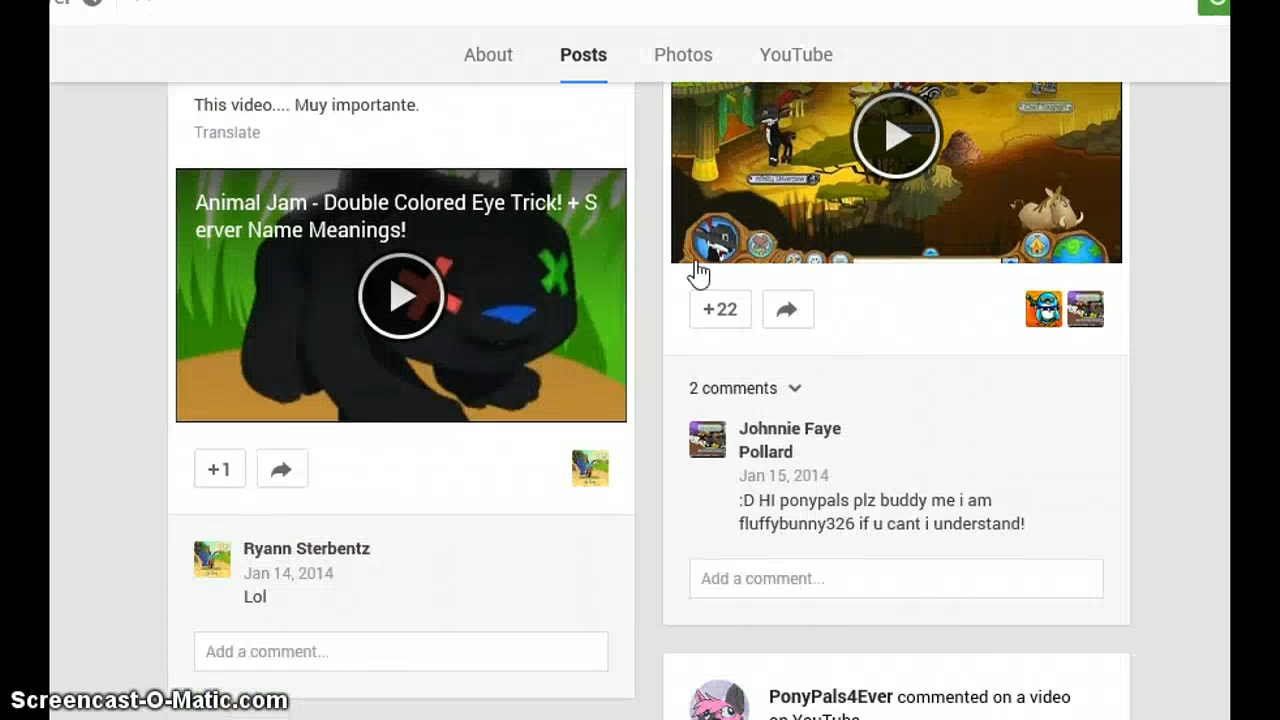 About
Posts
Photos
YouTube
This video.... Muy importante.
Translate
Animal Jam - Double Colored Eye Trick! + S
erver Name Meanings!
+1
Ryann Sterbentz
Jan 14, 2014
Lol
Add a comment...
+22
2 comments
Johnnie Faye
Pollard
Jan 15, 2014
:D HI ponypals plz buddy me i am
fluffybunny326 if u cant i understand!
Add a comment...
PonyPals4Ever commented on a video
on YouTube
Screencast-O-Matic.com